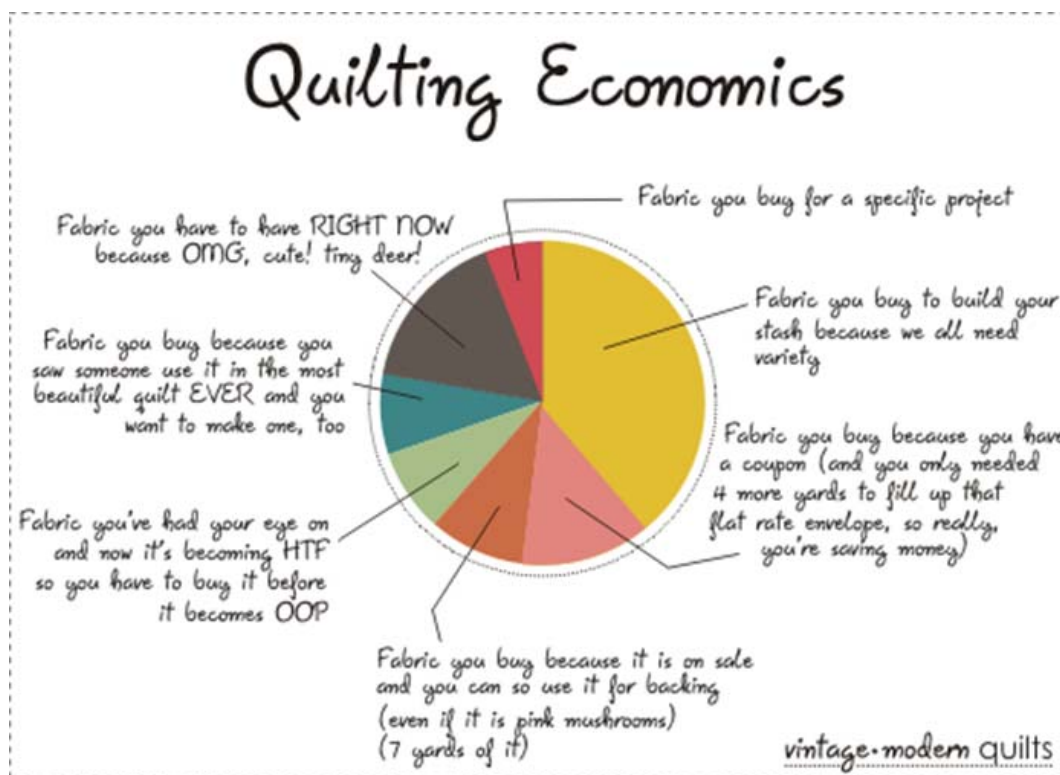 Quilting Economics
Fabric you buy for a specific project
Fabric you buy to build your
stash because we all need
variety
Fabric you buy because you have
a coupon (and you only needed
4 more yards to fill up that
flat rate envelope, so really,
you're saving money)
Fabric you buy because it is on sale
and you can so use it for backing
(even if it is pink mushrooms)
(7 yards of it)
Fabric you've had your eye on
and now it's becoming HTF
so you have to buy it before
it becomes OOP
Fabric you buy because you
saw someone use it in the most
beautiful quilt EVER and you
want to make one, too
Fabric you have to have RIGHT NOW
because OMG, cute! tiny deer!
vintage•modern quilts